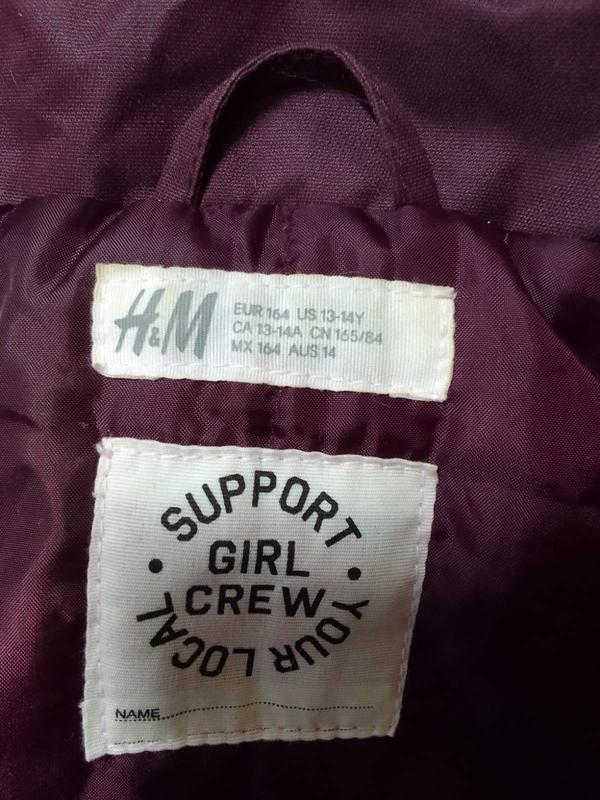 H&M
EUR 164 US 13-14Y
CA 13-14A CN 165/84
MX 164 AUS 14
SUPPORT
GIRL
CREW
YOUR LOCAL
NAME